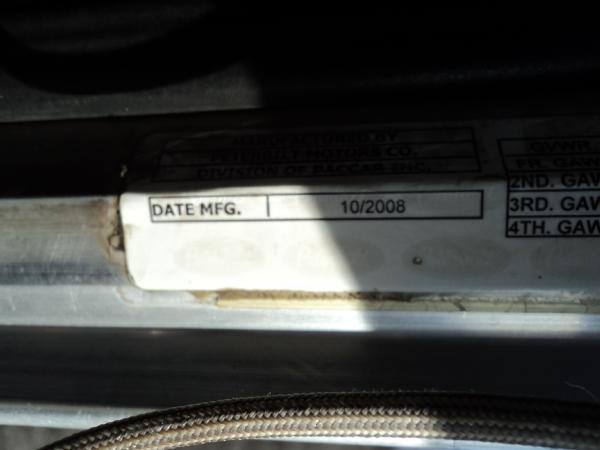 MANUFACTURED BY
PETERBILT MOTORS CO.
DIVISION OF PACCAR INC.
DATE MFG. 10/2008
GVWR
FR. GAW
2ND. GAW
3RD. GAW
4TH. GAW